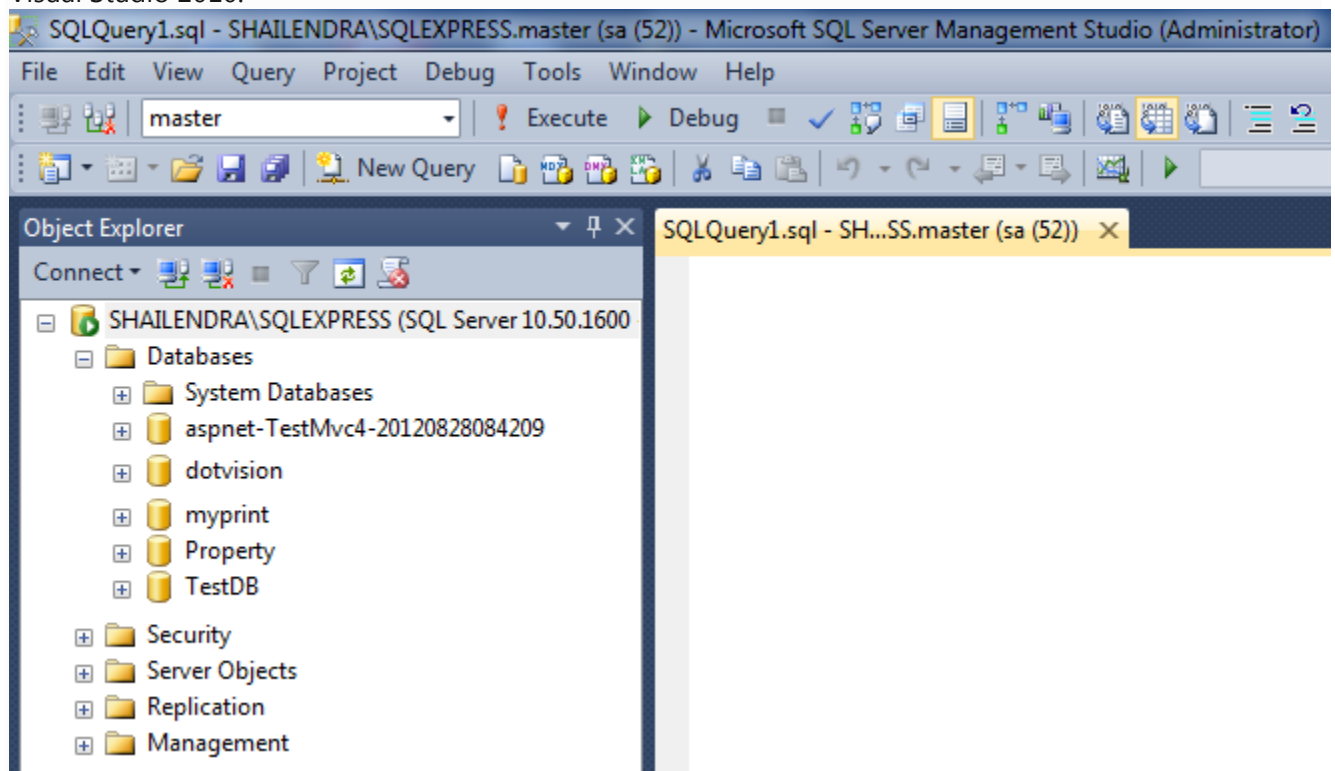 Visual Studio 2010.
SQLQuery1.sql - SHAILENDRA\SQLEXPRESS.master (sa (52)) - Microsoft SQL Server Management Studio (Administrator)
File Edit View Query Project Debug Tools Window Help
master Execute Debug
New Query
Object Explorer
SQLQuery1.sql - SH...SS.master (sa (52))
Connect
SHAILENDRA\SQLEXPRESS (SQL Server 10.50.1600 -
Databases
System Databases
aspnet-TestMvc4-20120828084209
dotvision
myprint
Property
TestDB
Security
Server Objects
Replication
Management